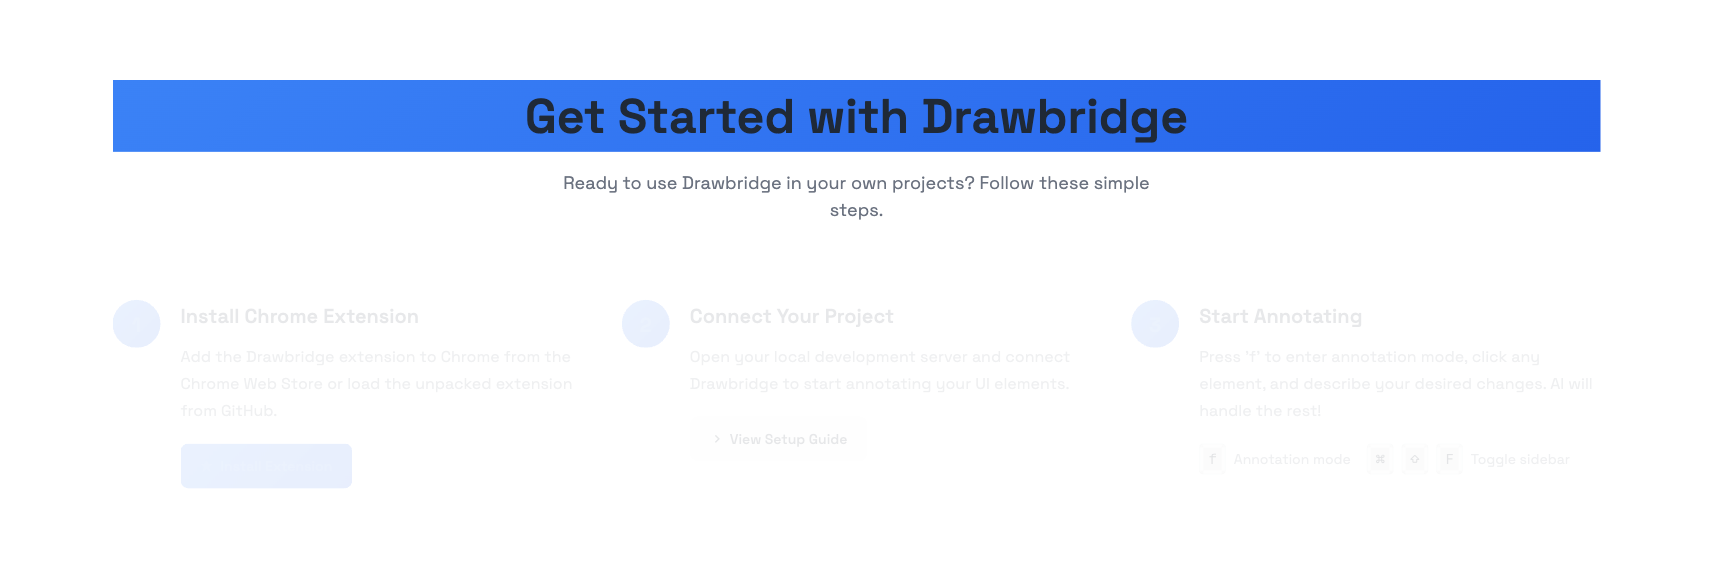 Get Started with Drawbridge
Ready to use Drawbridge in your own projects? Follow these simple
steps.
Install Chrome Extension
Add the Drawbridge extension to Chrome from the
Chrome Web Store or load the unpacked extension
from GitHub.
2
Connect Your Project
Open your local development server and connect
Drawbridge to start annotating your UI elements.
View Setup Guide
3
Start Annotating
Press 'f' to enter annotation mode, click any
element, and describe your desired changes. AI will
handle the rest!
f Annotation mode ⌘ ⇧ F Toggle sidebar